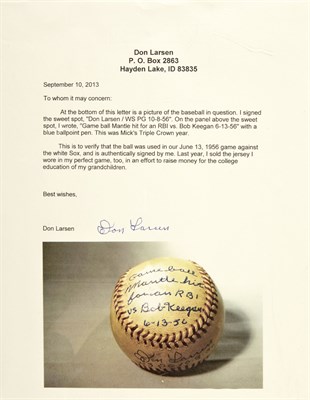 Don Larsen
P. O. Box 2863
Hayden Lake, ID 83835
September 10, 2013
To whom it may concern:
At the bottom of this letter is a picture of the baseball in question. I signed
the sweet spot, "Don Larsen / WS PG 10-8-56". On the panel above the sweet
spot, I wrote, "Game ball Mantle hit for an RBI vs. Bob Keegan 6-13-56" with a
blue ballpoint pen. This was Mick's Triple Crown year.
This is to verify that the ball was used in our June 13, 1956 game against
the white Sox, and is authentically signed by me. Last year, I sold the jersey I
wore in my perfect game, too, in an effort to raise money for the college
education of my grandchildren.
Best wishes,
Don Larsen Don Larsen
Game ball
Mantle hit
for an RBI
vs Bob Keegan
6-13-56
Don Larsen